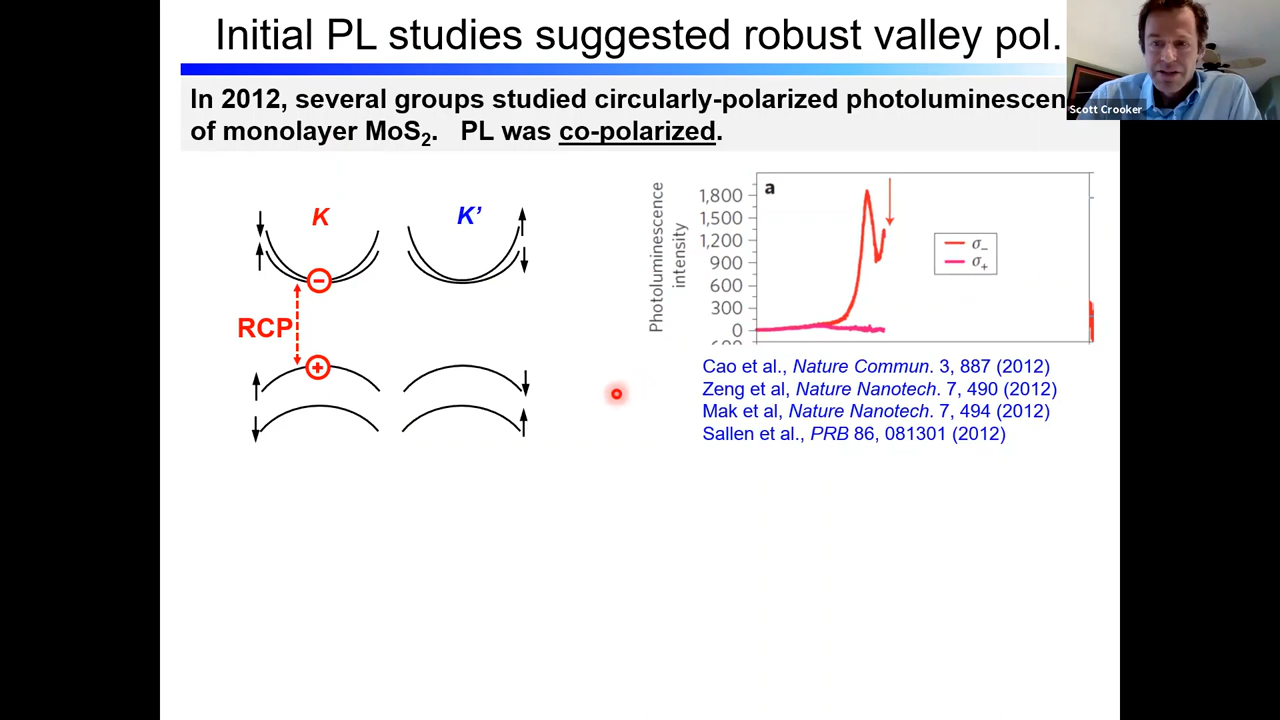 Initial PL studies suggested robust valley pol.
Scott Crooker
In 2012, several groups studied circularly-polarized photoluminescen
of monolayer MoS₂. PL was co-polarized.
K
K'
RCP
a
Photoluminescence
intensity
1,800
1,500
1,200
900
600
300
0
σ₋
σ₊
Cao et al., Nature Commun. 3, 887 (2012)
Zeng et al, Nature Nanotech. 7, 490 (2012)
Mak et al, Nature Nanotech. 7, 494 (2012)
Sallen et al., PRB 86, 081301 (2012)